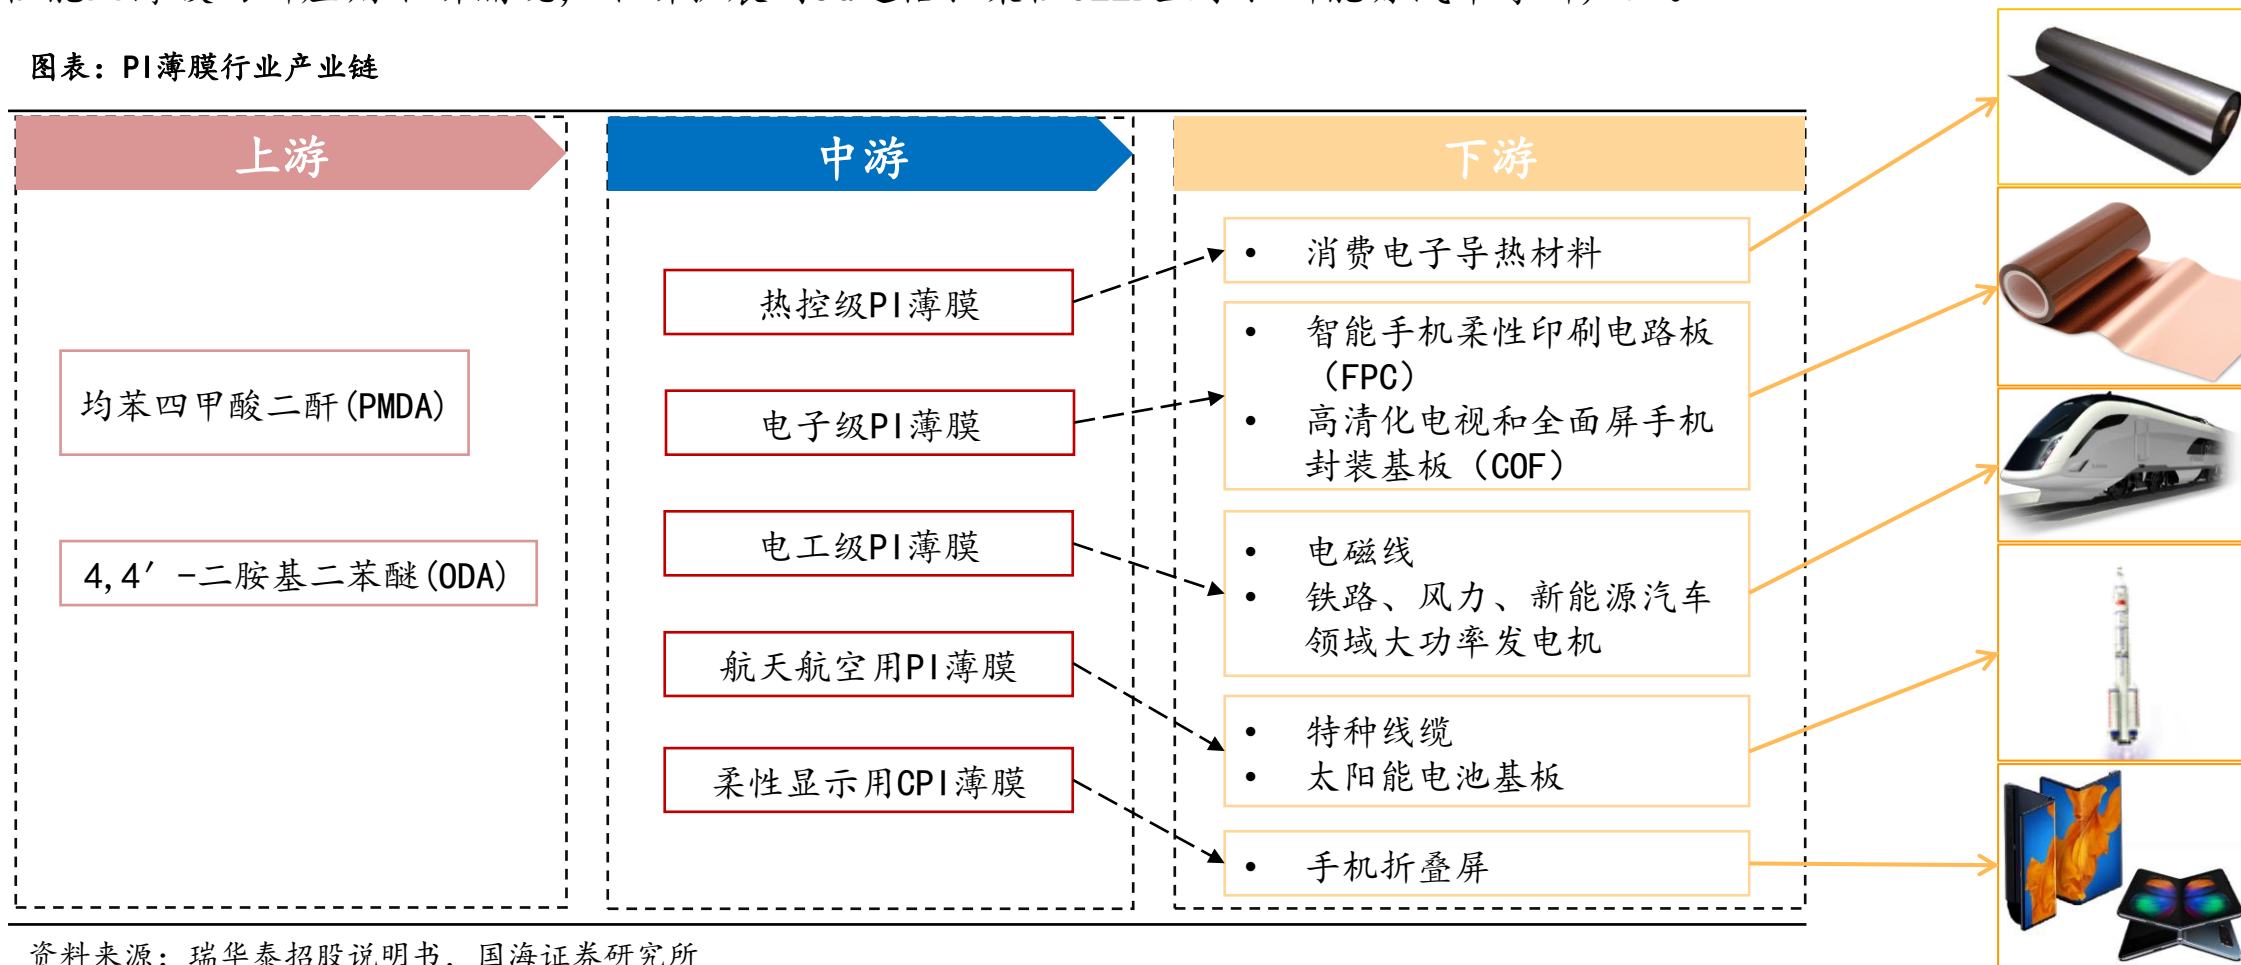 图表：PI薄膜行业产业链
上游
中游
下游
均苯四甲酸二酐(PMDA)
4,4′-二胺基二苯醚(ODA)
热控级PI薄膜
电子级PI薄膜
电工级PI薄膜
航天航空用PI薄膜
柔性显示用CPI薄膜
• 消费电子导热材料
• 智能手机柔性印刷电路板
（FPC）
• 高清化电视和全面屏手机
封装基板（COF）
• 电磁线
• 铁路、风力、新能源汽车
领域大功率发电机
• 特种线缆
• 太阳能电池基板
• 手机折叠屏
资料来源：瑞华泰招股说明书，国海证券研究所